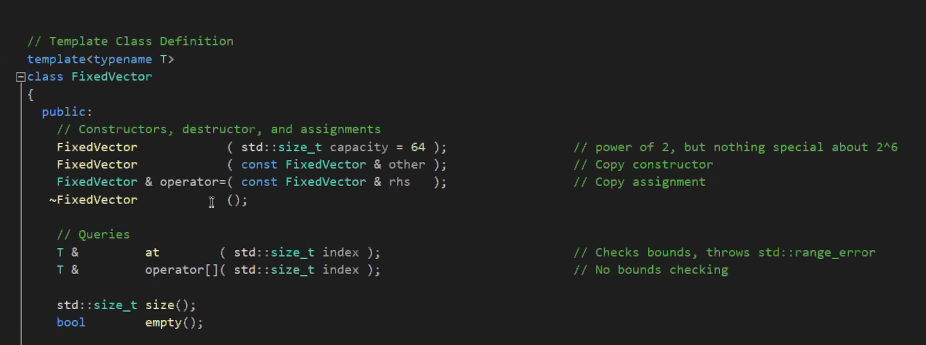 // Template Class Definition
template<typename T>
class FixedVector
{
public:
// Constructors, destructor, and assignments
FixedVector ( std::size_t capacity = 64 ); // power of 2, but nothing special about 2^6
FixedVector ( const FixedVector & other ); // Copy constructor
FixedVector & operator=( const FixedVector & rhs ); // Copy assignment
~FixedVector ();
// Queries
T & at ( std::size_t index ); // Checks bounds, throws std::range_error
T & operator[]( std::size_t index ); // No bounds checking
std::size_t size();
bool empty();